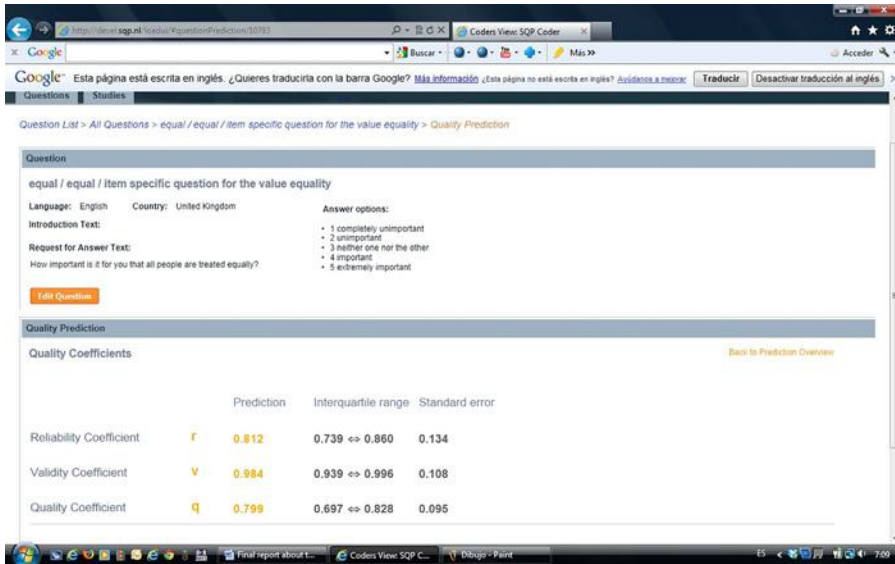 http://devel.sqp.nl/loadui/#questionPrediction/10783
Coders View: SQP Coder
Google
Buscar
Más »
Acceder
Google Esta página está escrita en inglés. ¿Quieres traducirla con la barra Google? Más información ¿Esta página no está escrita en inglés? Ayúdanos a mejorar Traducir Desactivar traducción al inglés
Questions Studies
Question List > All Questions > equal / equal / item specific question for the value equality > Quality Prediction
Question
equal / equal / item specific question for the value equality
Language: English Country: United Kingdom
Introduction Text:
Request for Answer Text:
How important is it for you that all people are treated equally?
Answer options:
• 1 completely unimportant
• 2 unimportant
• 3 neither one nor the other
• 4 important
• 5 extremely important
Edit Question
Quality Prediction
Quality Coefficients
Back to Prediction Overview
Prediction Interquartile range Standard error
Reliability Coefficient r 0.812 0.739 ⇔ 0.860 0.134
Validity Coefficient v 0.984 0.939 ⇔ 0.996 0.108
Quality Coefficient q 0.799 0.697 ⇔ 0.828 0.095
Final report about t... Coders View: SQP C... Dibujo - Paint ES 7:09